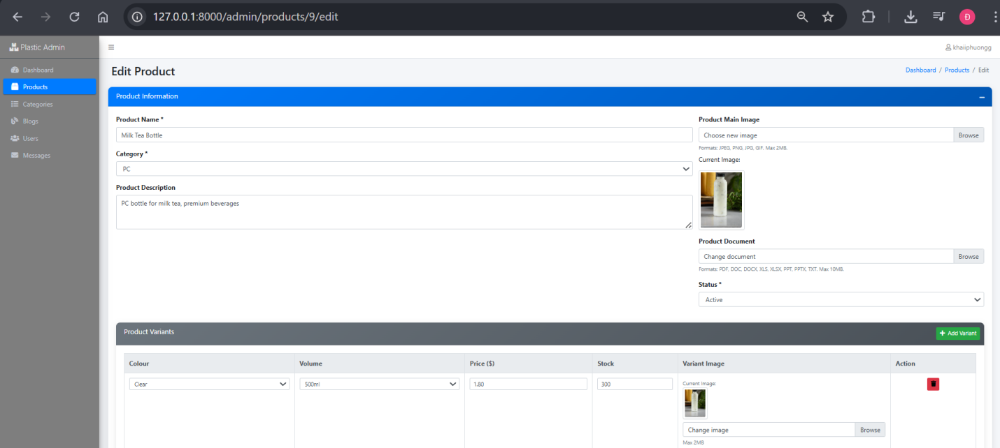 127.0.0.1:8000/admin/products/9/edit
Đ
Plastic Admin
khaiiphuongg
Dashboard
Products
Categories
Blogs
Users
Messages
Edit Product
Dashboard / Products / Edit
Product Information
Product Name *
Milk Tea Bottle
Category *
PC
Product Description
PC bottle for milk tea, premium beverages
Product Main Image
Choose new image Browse
Formats: JPEG, PNG, JPG, GIF. Max 2MB.
Current Image:
Product Document
Change document Browse
Formats: PDF, DOC, DOCX, XLS, XLSX, PPT, PPTX, TXT. Max 10MB.
Status *
Active
Product Variants
Add Variant
Colour Volume Price ($) Stock Variant Image Action
Clear 500ml 1.80 300
Current Image:
Change image Browse
Max 2MB